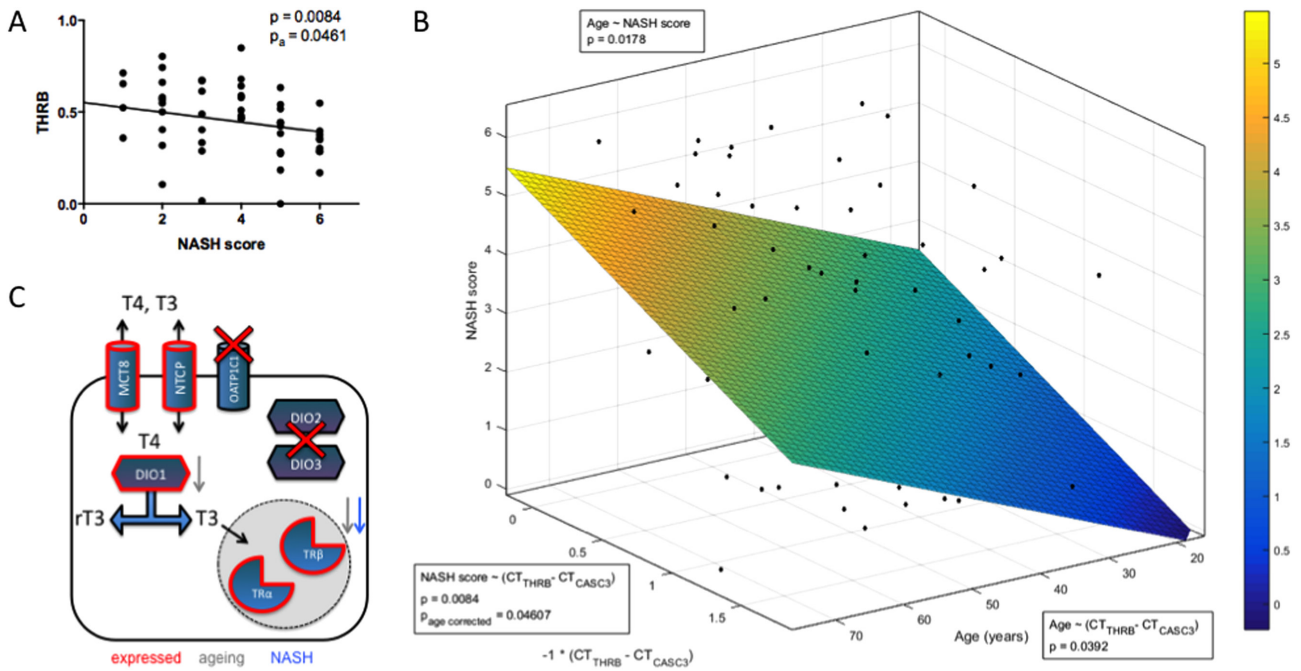 A
p = 0.0084
pa = 0.0461
1.0
0.5
0.0
THRB
0
2
4
6
NASH score
B
Age ~ NASH score
p = 0.0178
6
5
4
3
2
1
0
NASH score
0
0.5
1
1.5
-1 * (CTTHRB - CTCASC3)
70
60
50
40
30
20
Age (years)
NASH score ~ (CTTHRB- CTCASC3)
p = 0.0084
page corrected = 0.04607
Age ~ (CTTHRB- CTCASC3)
p = 0.0392
5
4.5
4
3.5
3
2.5
2
1.5
1
0.5
0
C
T4, T3
MCT8
NTCP
OATP1C1
DIO2
DIO3
T4
DIO1
rT3
T3
TRβ
TRα
expressed ageing NASH